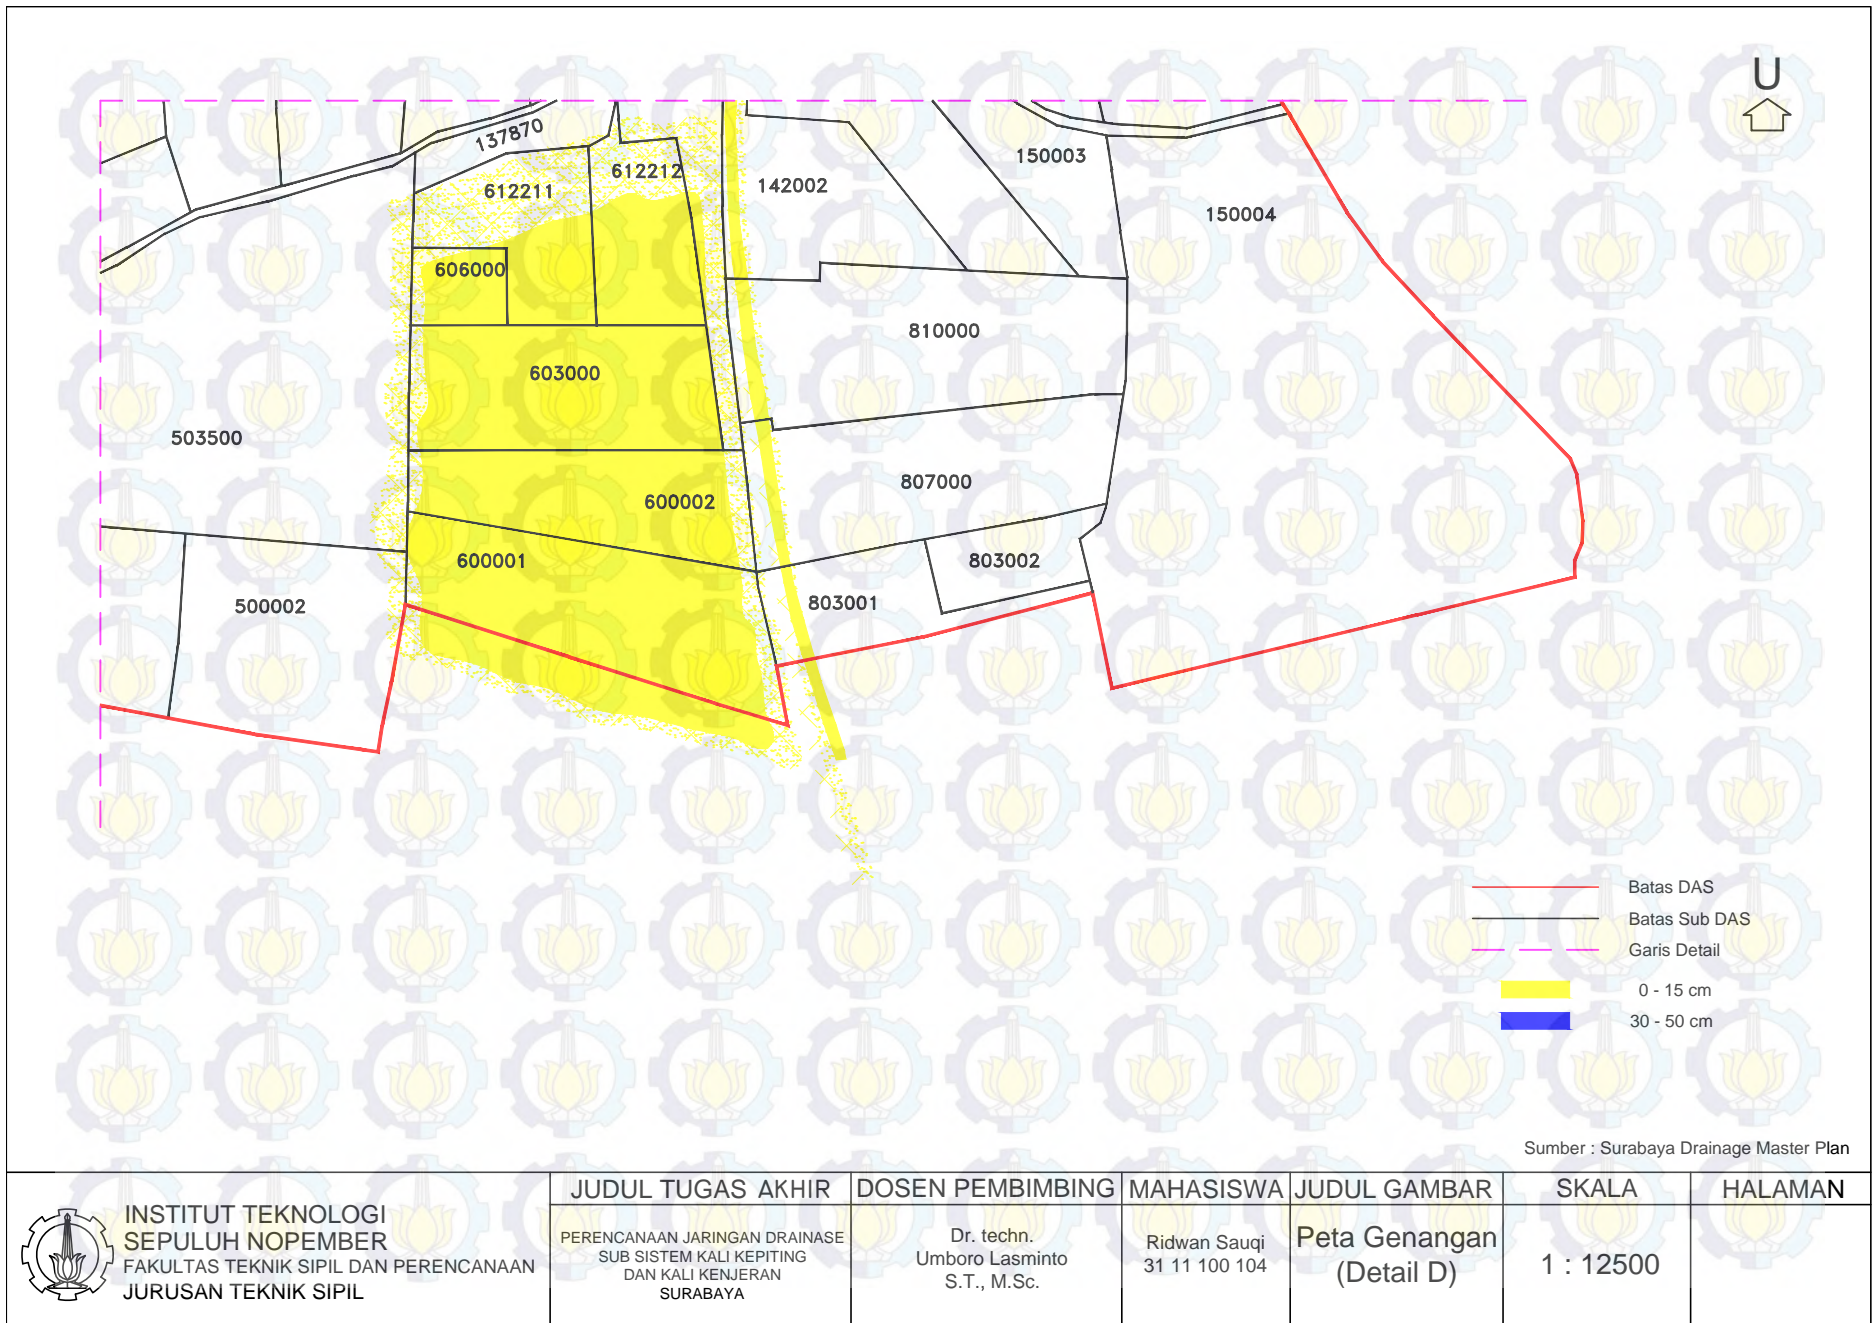 U
137870
150003
612212
612211
142002
150004
606000
810000
603000
503500
807000
600002
600001
803002
803001
500002
Batas DAS
Batas Sub DAS
Garis Detail
0 - 15 cm
30 - 50 cm
Sumber : Surabaya Drainage Master Plan
INSTITUT TEKNOLOGI
SEPULUH NOPEMBER
FAKULTAS TEKNIK SIPIL DAN PERENCANAAN
JURUSAN TEKNIK SIPIL
JUDUL TUGAS AKHIR
PERENCANAAN JARINGAN DRAINASE
SUB SISTEM KALI KEPITING
DAN KALI KENJERAN
SURABAYA
DOSEN PEMBIMBING
Dr. techn.
Umboro Lasminto
S.T., M.Sc.
MAHASISWA
Ridwan Sauqi
31 11 100 104
JUDUL GAMBAR
Peta Genangan
(Detail D)
SKALA
1 : 12500
HALAMAN